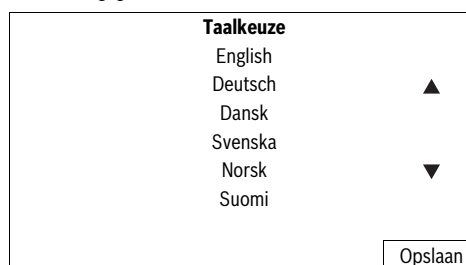 Taalkeuze
English
Deutsch
Dansk
Svenska
Norsk
Suomi
Opslaan